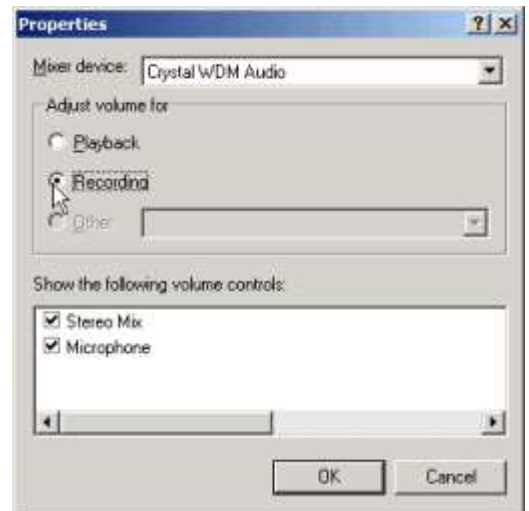 Properties
Mixer device: Crystal WDM Audio
Adjust volume for
Playback
Recording
Other
Show the following volume controls:
Stereo Mix
Microphone
OK Cancel